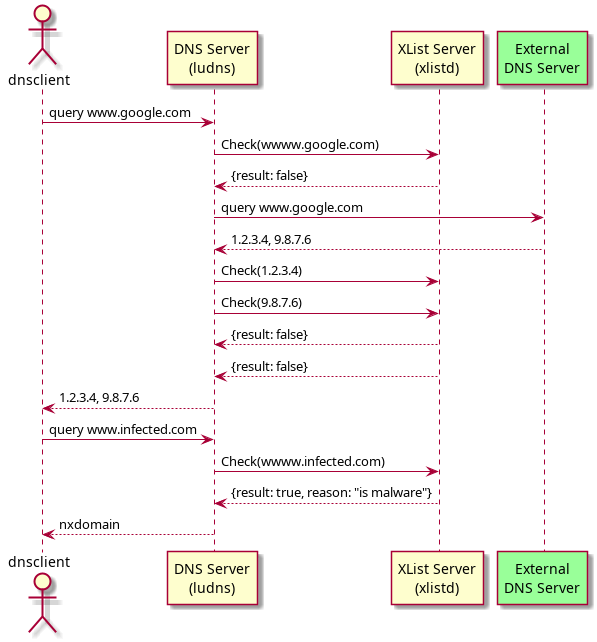 dnsclient
DNS Server
(ludns)
XList Server
(xlistd)
External
DNS Server
query www.google.com
Check(wwww.google.com)
{result: false}
query www.google.com
1.2.3.4, 9.8.7.6
Check(1.2.3.4)
Check(9.8.7.6)
{result: false}
{result: false}
1.2.3.4, 9.8.7.6
query www.infected.com
Check(wwww.infected.com)
{result: true, reason: "is malware"}
nxdomain
dnsclient
DNS Server
(ludns)
XList Server
(xlistd)
External
DNS Server